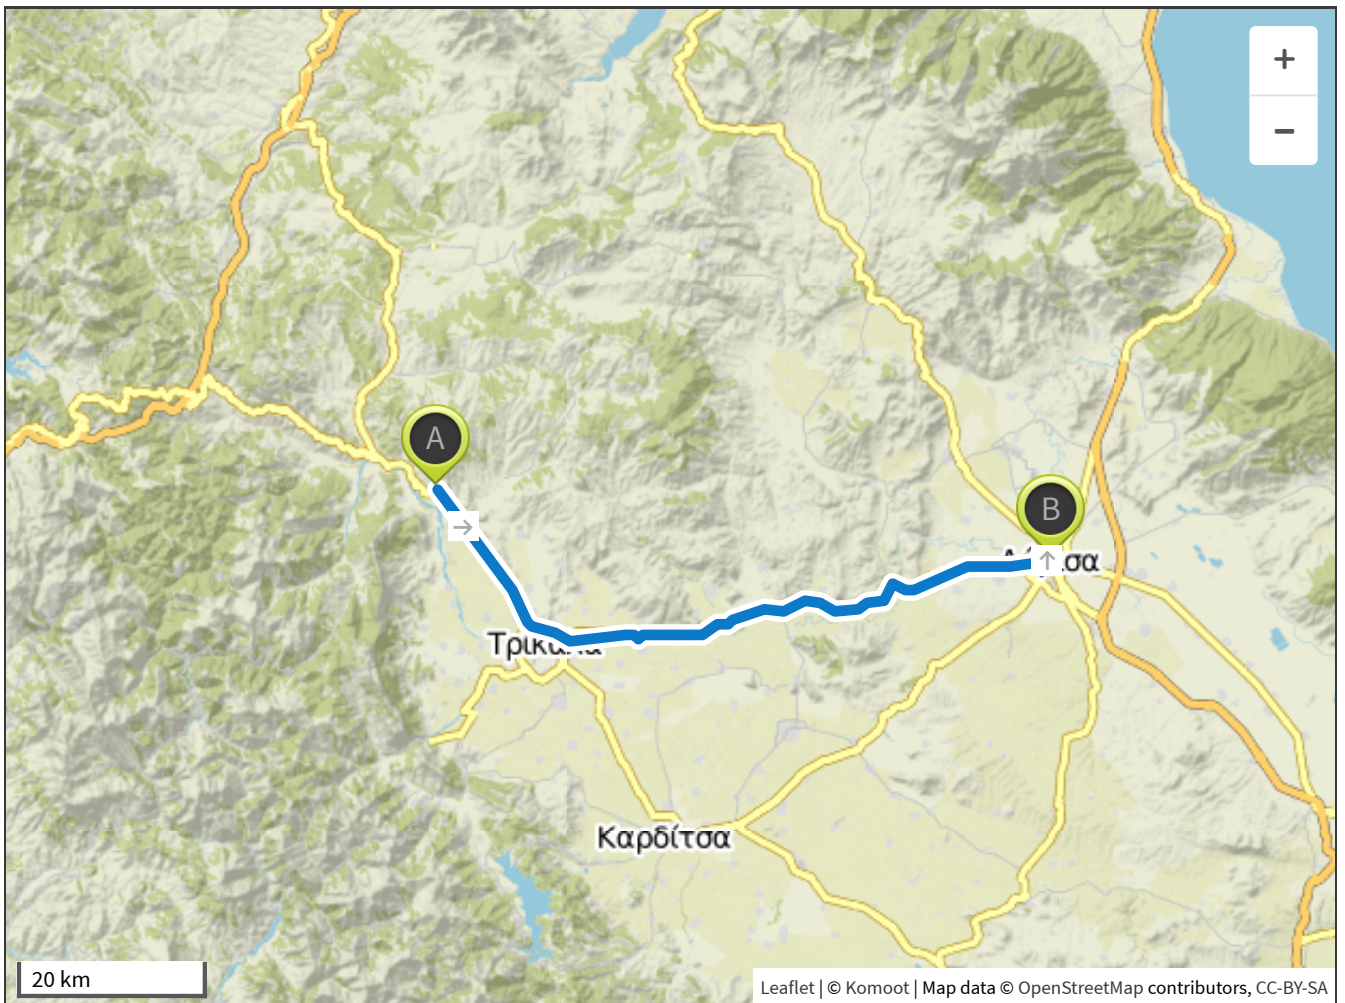 +
−
A
→
B
↑
Καρδίτσα
20 km
Leaflet | © Komoot | Map data © OpenStreetMap contributors, CC-BY-SA